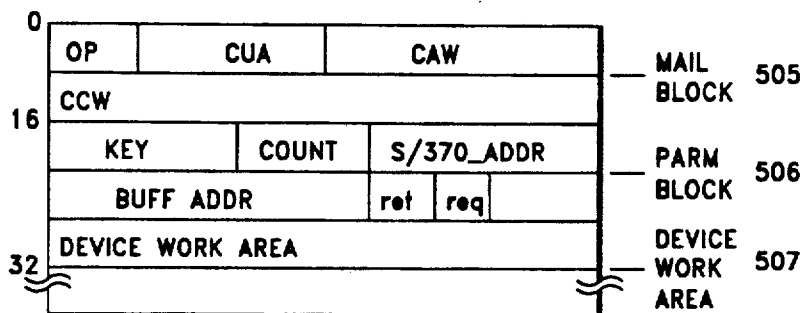 0
OP CUA CAW
MAIL BLOCK 505
CCW
16
KEY COUNT S/370_ADDR
PARM BLOCK 506
BUFF ADDR ret req
DEVICE WORK AREA
32
DEVICE WORK AREA 507